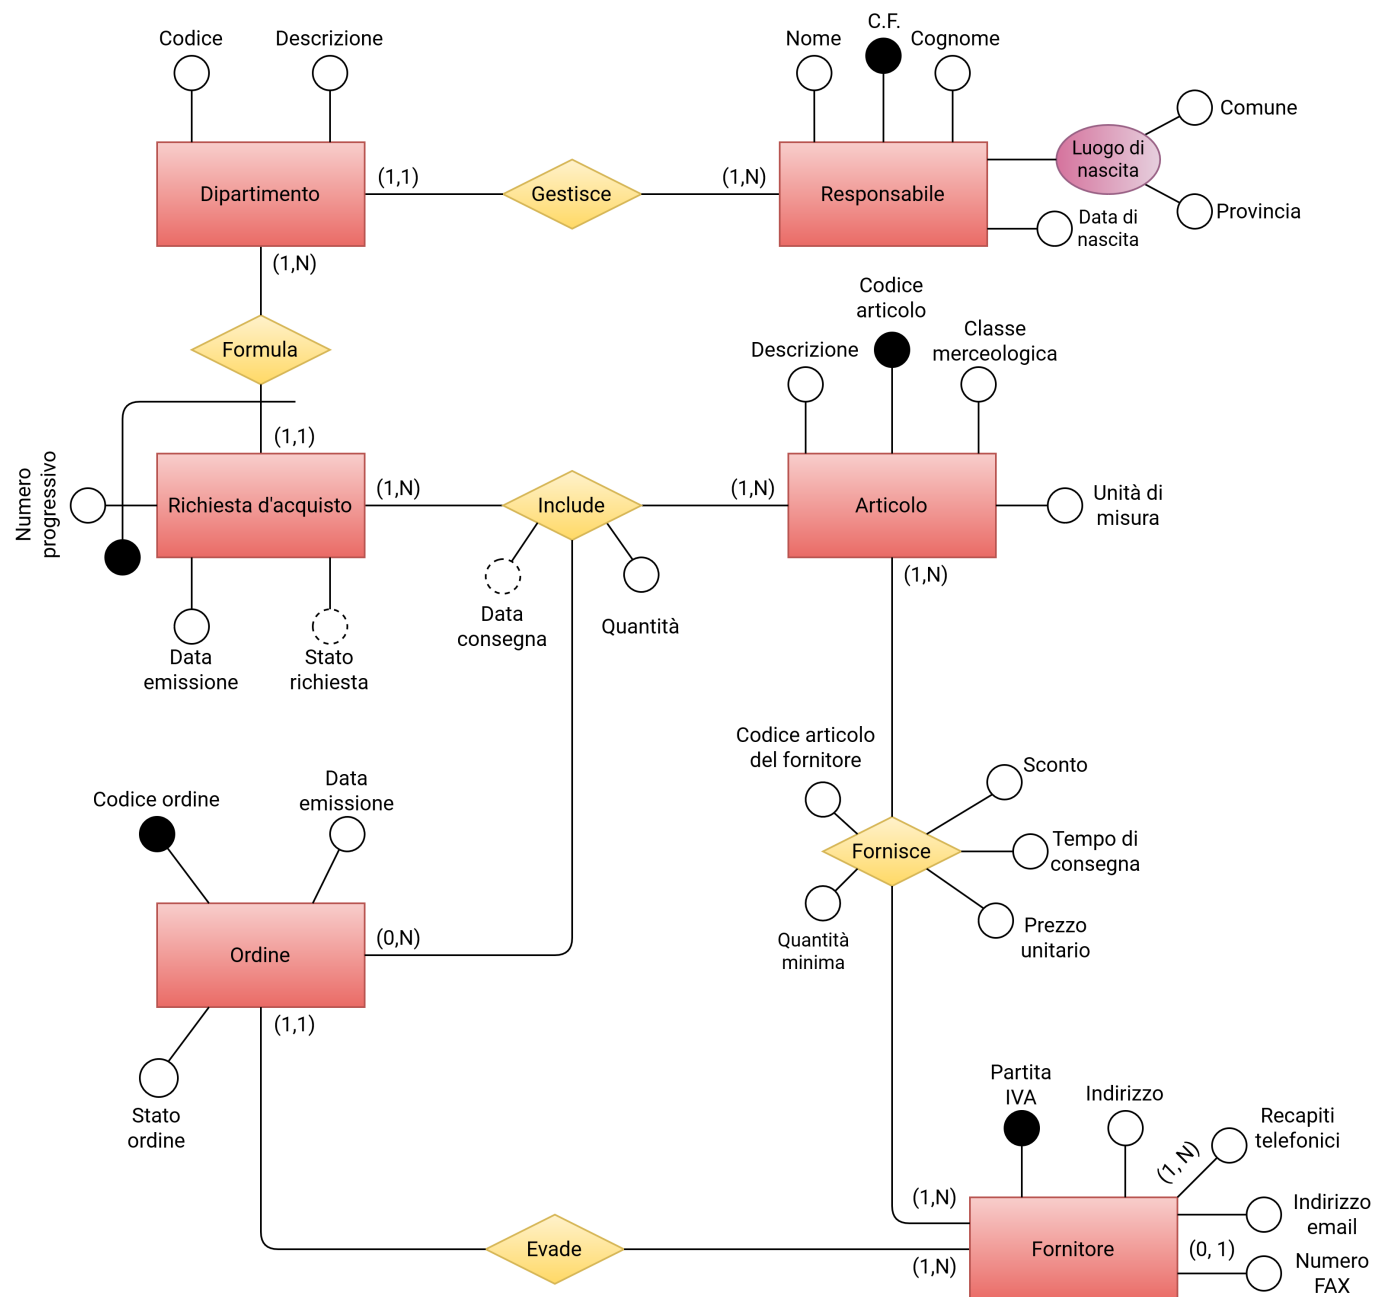 C.F.
Codice
Descrizione
Nome
Cognome
Comune
Luogo di
nascita
Dipartimento
(1,1)
Gestisce
(1,N)
Responsabile
Provincia
Data di
nascita
(1,N)
Codice
articolo
Formula
Descrizione
Classe
merceologica
(1,1)
Numero
progressivo
Richiesta d'acquisto
(1,N)
Include
(1,N)
Articolo
Unità di
misura
(1,N)
Data
emissione
Stato
richiesta
Data
consegna
Quantità
Codice articolo
del fornitore
Sconto
Codice ordine
Data
emissione
Fornisce
Tempo di
consegna
Quantità
minima
Prezzo
unitario
Ordine
(0,N)
(1,1)
Stato
ordine
Partita
IVA
Indirizzo
Recapiti
telefonici
(1, N)
(1,N)
Indirizzo
email
Evade
(1,N)
Fornitore
(0, 1)
Numero
FAX